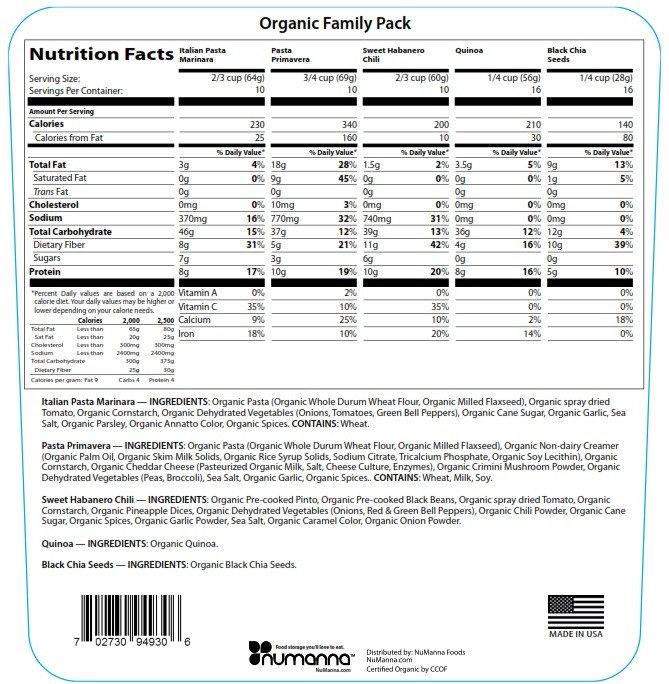 Organic Family Pack
Nutrition Facts Italian Pasta Marinara Pasta Primavera Sweet Habanero Chili Quinoa Black Chia Seeds
Serving Size: 2/3 cup (64g) 3/4 cup (69g) 2/3 cup (60g) 1/4 cup (56g) 1/4 cup (28g)
Servings Per Container: 10 10 10 16 16
Amount Per Serving
Calories 230 340 200 210 140
Calories from Fat 25 160 10 30 80
% Daily Value* % Daily Value* % Daily Value* % Daily Value* % Daily Value*
Total Fat 3g 4% 18g 28% 1.5g 2% 3.5g 5% 9g 13%
Saturated Fat 0g 0% 9g 45% 0g 0% 0g 0% 1g 5%
Trans Fat 0g 0g 0g 0g 0g
Cholesterol 0mg 0% 10mg 3% 0mg 0% 0mg 0% 0mg 0%
Sodium 370mg 16% 770mg 32% 740mg 31% 0mg 0% 0mg 0%
Total Carbohydrate 46g 15% 37g 12% 39g 13% 36g 12% 12g 4%
Dietary Fiber 8g 31% 5g 21% 11g 42% 4g 16% 10g 39%
Sugars 7g 3g 6g 0g 0g
Protein 8g 17% 10g 19% 10g 20% 8g 16% 5g 10%
Vitamin A 0% 2% 0% 0% 0%
Vitamin C 35% 10% 35% 0% 0%
Calcium 9% 25% 10% 2% 18%
Iron 18% 10% 20% 14% 0%
*Percent Daily values are based on a 2,000
calorie diet. Your daily values may be higher or
lower depending on your calorie needs.
Calories 2,000 2,500
Total Fat Less than 65g 80g
Sat Fat Less than 20g 25g
Cholesterol Less than 300mg 300mg
Sodium Less than 2400mg 2400mg
Total Carbohydrate 300g 375g
Dietary Fiber 25g 30g
Calories per gram: Fat 9 Carbs 4 Protein 4
Italian Pasta Marinara — INGREDIENTS: Organic Pasta (Organic Whole Durum Wheat Flour, Organic Milled Flaxseed), Organic spray dried
Tomato, Organic Cornstarch, Organic Dehydrated Vegetables (Onions, Tomatoes, Green Bell Peppers), Organic Cane Sugar, Organic Garlic, Sea
Salt, Organic Parsley, Organic Annatto Color, Organic Spices. CONTAINS: Wheat.
Pasta Primavera — INGREDIENTS: Organic Pasta (Organic Whole Durum Wheat Flour, Organic Milled Flaxseed), Organic Non-dairy Creamer
(Organic Palm Oil, Organic Skim Milk Solids, Organic Rice Syrup Solids, Sodium Citrate, Tricalcium Phosphate, Organic Soy Lecithin), Organic
Cornstarch, Organic Cheddar Cheese (Pasteurized Organic Milk, Salt, Cheese Culture, Enzymes), Organic Crimini Mushroom Powder, Organic
Dehydrated Vegetables (Peas, Broccoli), Sea Salt, Organic Garlic, Organic Spices.. CONTAINS: Wheat, Milk, Soy.
Sweet Habanero Chili — INGREDIENTS: Organic Pre-cooked Pinto, Organic Pre-cooked Black Beans, Organic spray dried Tomato, Organic
Cornstarch, Organic Pineapple Dices, Organic Dehydrated Vegetables (Onions, Red & Green Bell Peppers), Organic Chili Powder, Organic Cane
Sugar, Organic Spices, Organic Garlic Powder, Sea Salt, Organic Caramel Color, Organic Onion Powder.
Quinoa — INGREDIENTS: Organic Quinoa.
Black Chia Seeds — INGREDIENTS: Organic Black Chia Seeds.
7 02730 94930 6
Food storage you'll love to eat.
numanna™
NuManna.com
Distributed by: NuManna Foods
NuManna.com
Certified Organic by CCOF
MADE IN USA